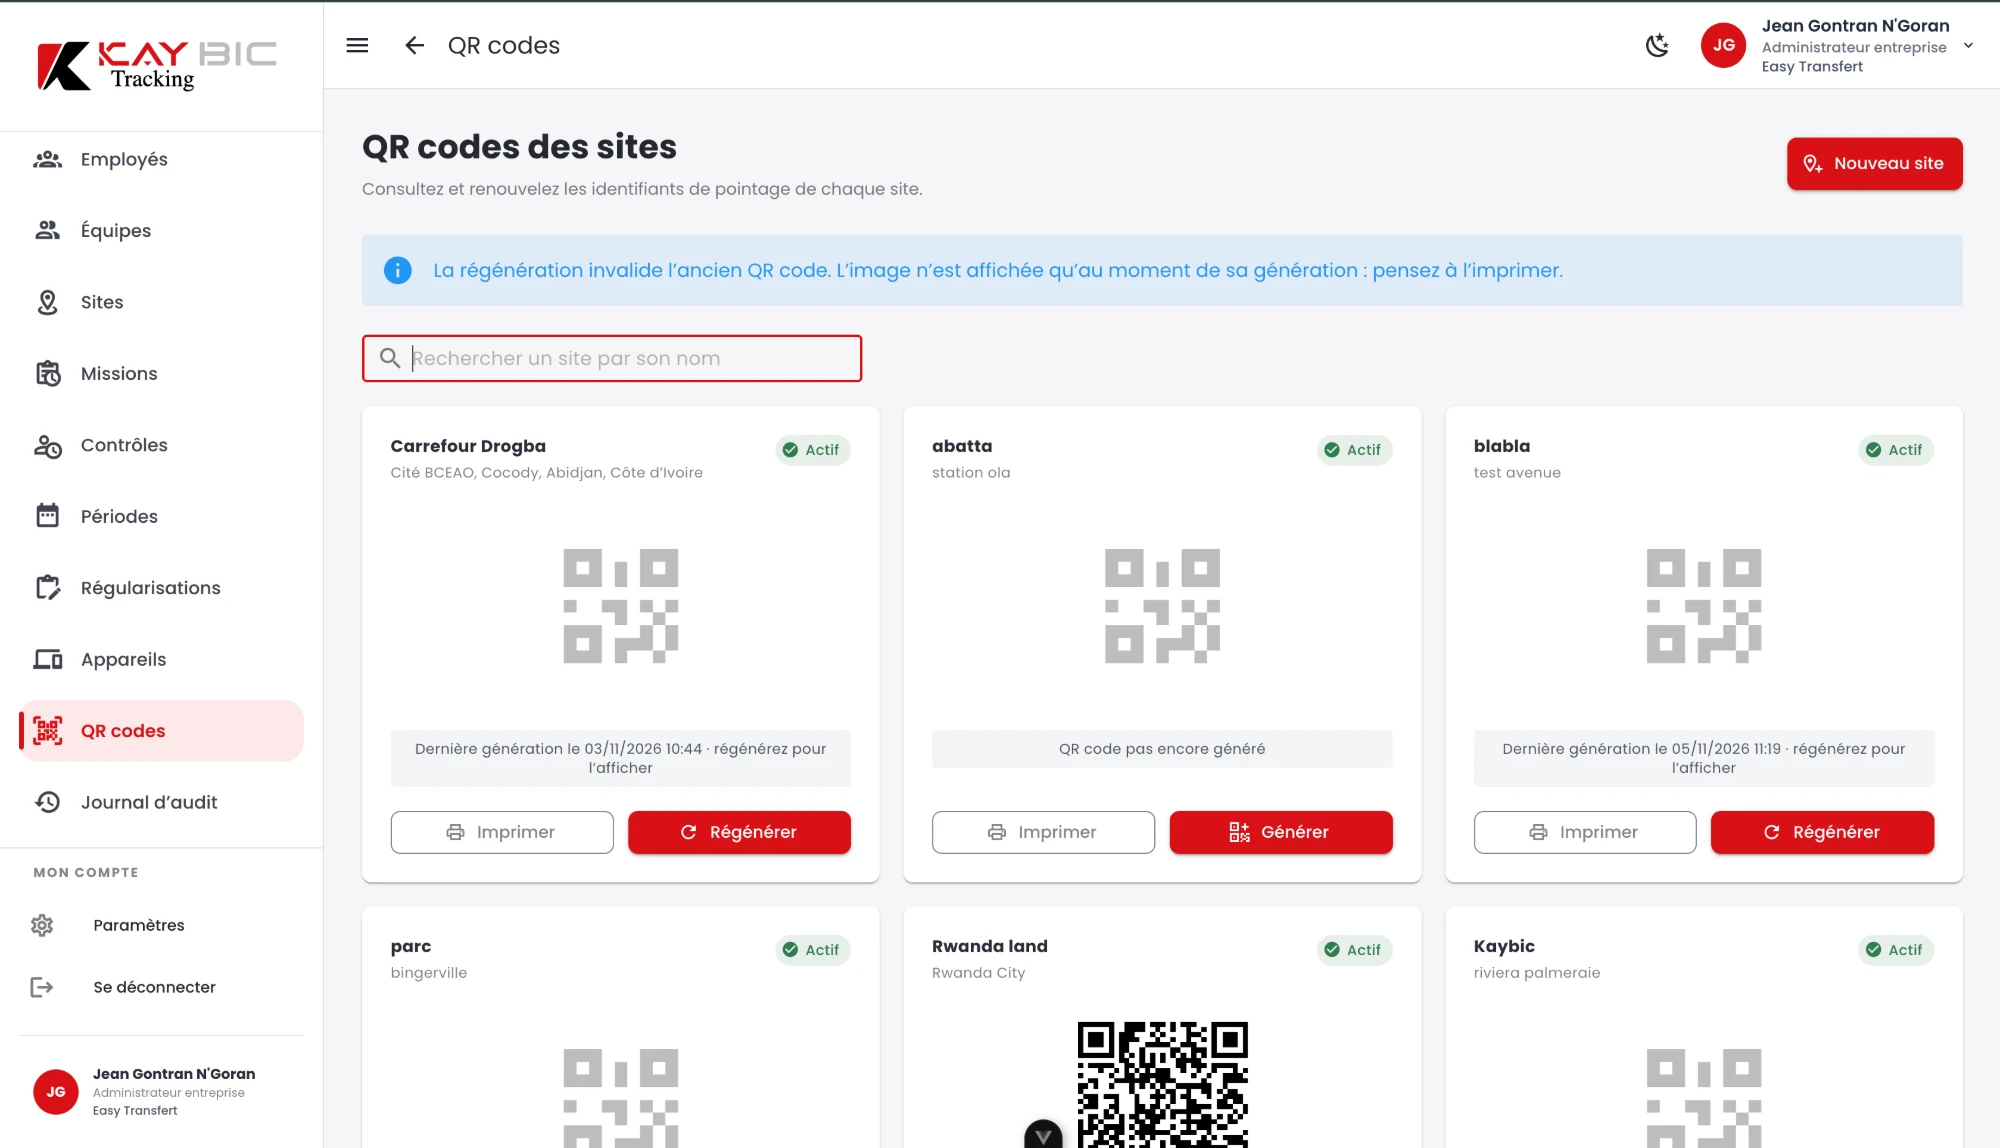 KAYBIC
Tracking
Employés
Équipes
Sites
Missions
Contrôles
Périodes
Régularisations
Appareils
QR codes
Journal d’audit
MON COMPTE
Paramètres
Se déconnecter
JG
Jean Gontran N'Goran
Administrateur entreprise
Easy Transfert
QR codes
JG
Jean Gontran N'Goran
Administrateur entreprise
Easy Transfert
QR codes des sites
Consultez et renouvelez les identifiants de pointage de chaque site.
Nouveau site
La régénération invalide l’ancien QR code. L’image n’est affichée qu’au moment de sa génération : pensez à l’imprimer.
Rechercher un site par son nom
Carrefour Drogba
Actif
Cité BCEAO, Cocody, Abidjan, Côte d’Ivoire
Dernière génération le 03/11/2026 10:44 · régénérez pour
l’afficher
Imprimer
Régénérer
abatta
Actif
station ola
QR code pas encore généré
Imprimer
Générer
blabla
Actif
test avenue
Dernière génération le 05/11/2026 11:19 · régénérez pour
l’afficher
Imprimer
Régénérer
parc
Actif
bingerville
Rwanda land
Actif
Rwanda City
Kaybic
Actif
riviera palmeraie